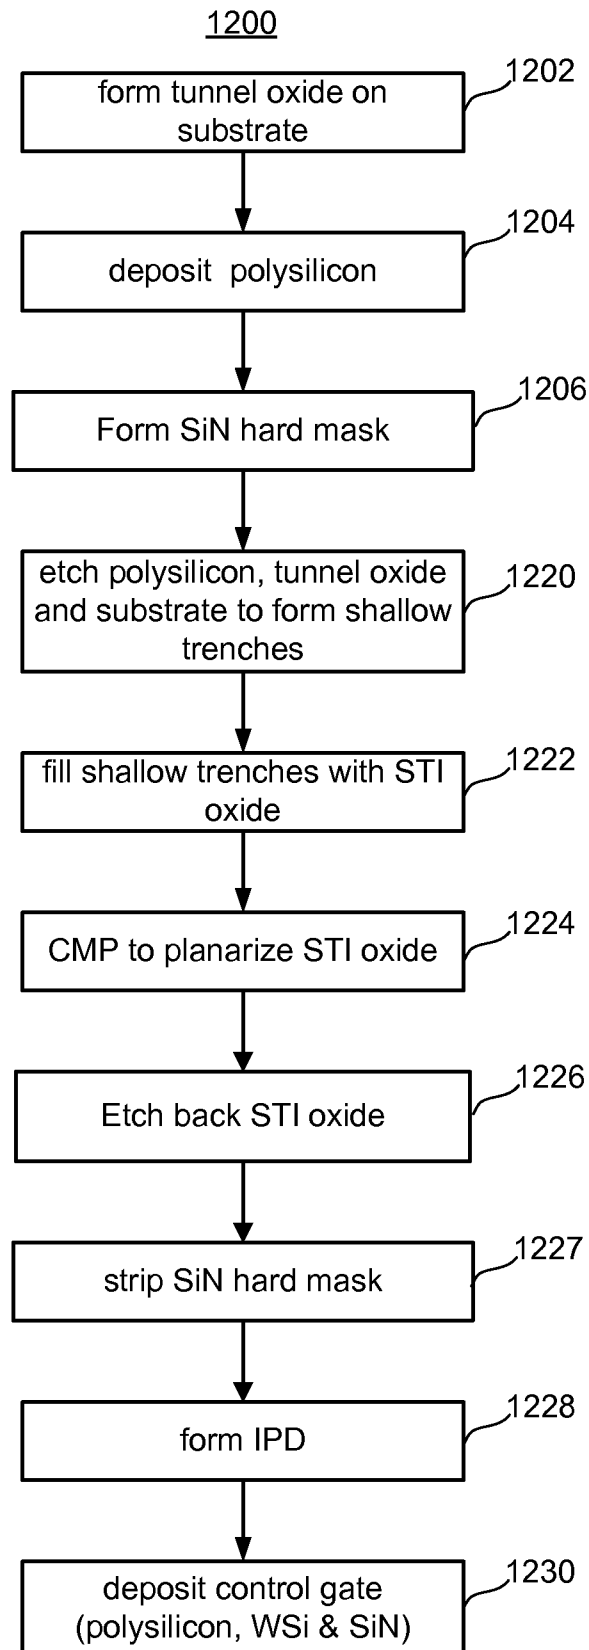 1200
1202
form tunnel oxide on
substrate
1204
deposit polysilicon
1206
Form SiN hard mask
1220
etch polysilicon, tunnel oxide
and substrate to form shallow
trenches
1222
fill shallow trenches with STI
oxide
1224
CMP to planarize STI oxide
1226
Etch back STI oxide
1227
strip SiN hard mask
1228
form IPD
1230
deposit control gate
(polysilicon, WSi & SiN)